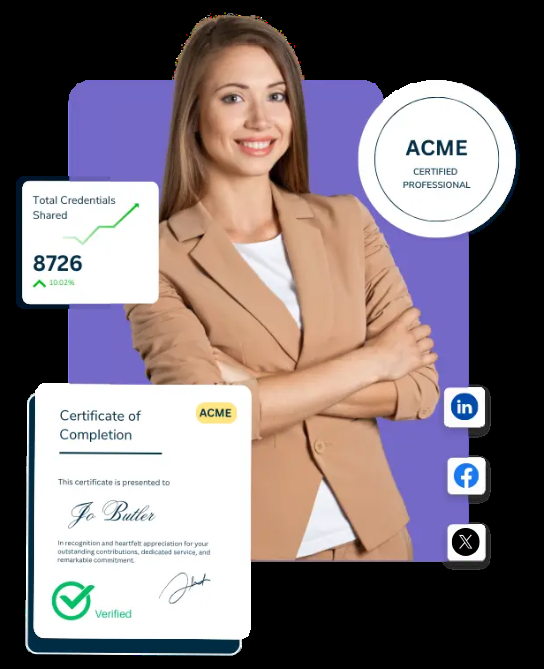 ACME
CERTIFIED
PROFESSIONAL
Total Credentials
Shared
8726
10.02%
Certificate of
Completion
ACME
This certificate is presented to
Jo Butler
In recognition and heartfelt appreciation for your
outstanding contributions, dedicated service, and
remarkable commitment.
Verified
in
f
X